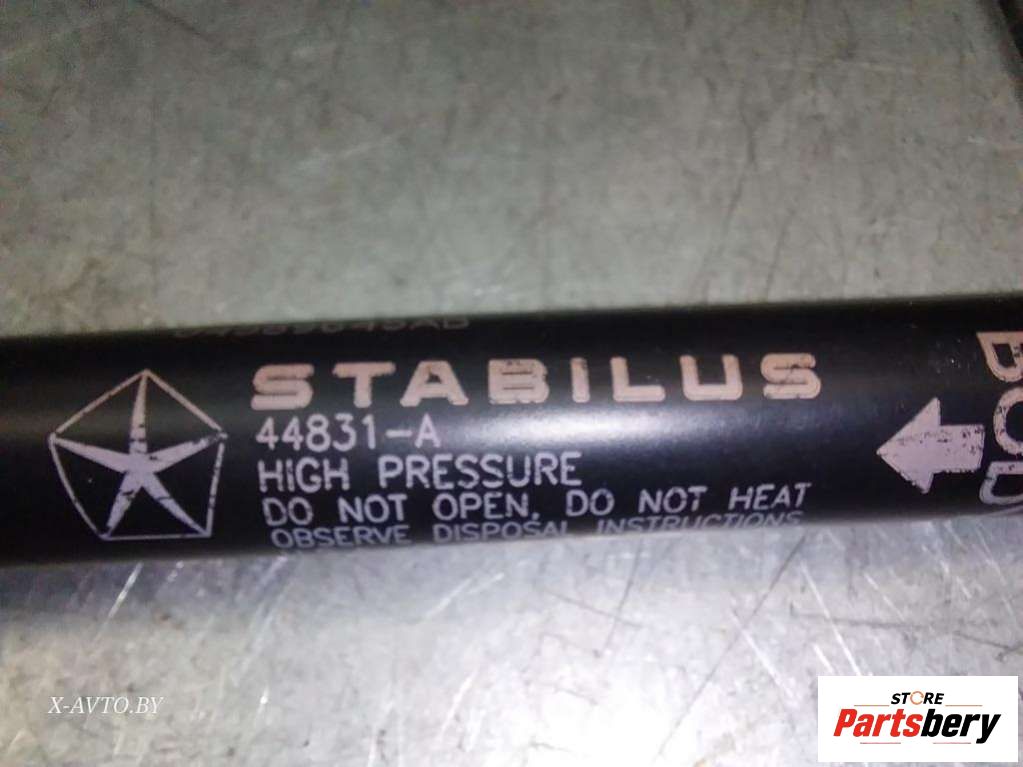 STABILUS
44831-A
HIGH PRESSURE
DO NOT OPEN, DO NOT HEAT
OBSERVE DISPOSAL INSTRUCTIONS
X-AVTO.BY
STORE
Partsbery